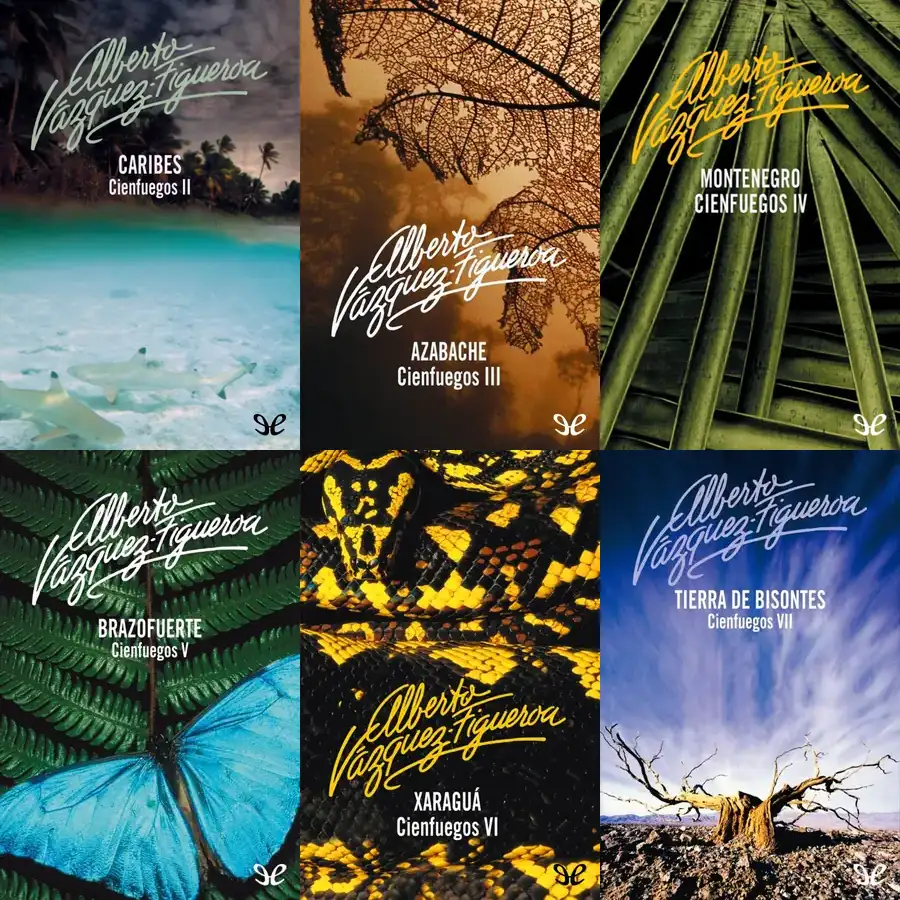 Alberto
Vázquez-Figueroa
CARIBES
Cienfuegos II
Alberto
Vázquez-Figueroa
AZABACHE
Cienfuegos III
Alberto
Vázquez-Figueroa
MONTENEGRO
CIENFUEGOS IV
Alberto
Vázquez-Figueroa
BRAZOFUERTE
Cienfuegos V
Alberto
Vázquez-Figueroa
XARAGUÁ
Cienfuegos VI
Alberto
Vázquez-Figueroa
TIERRA DE BISONTES
Cienfuegos VII